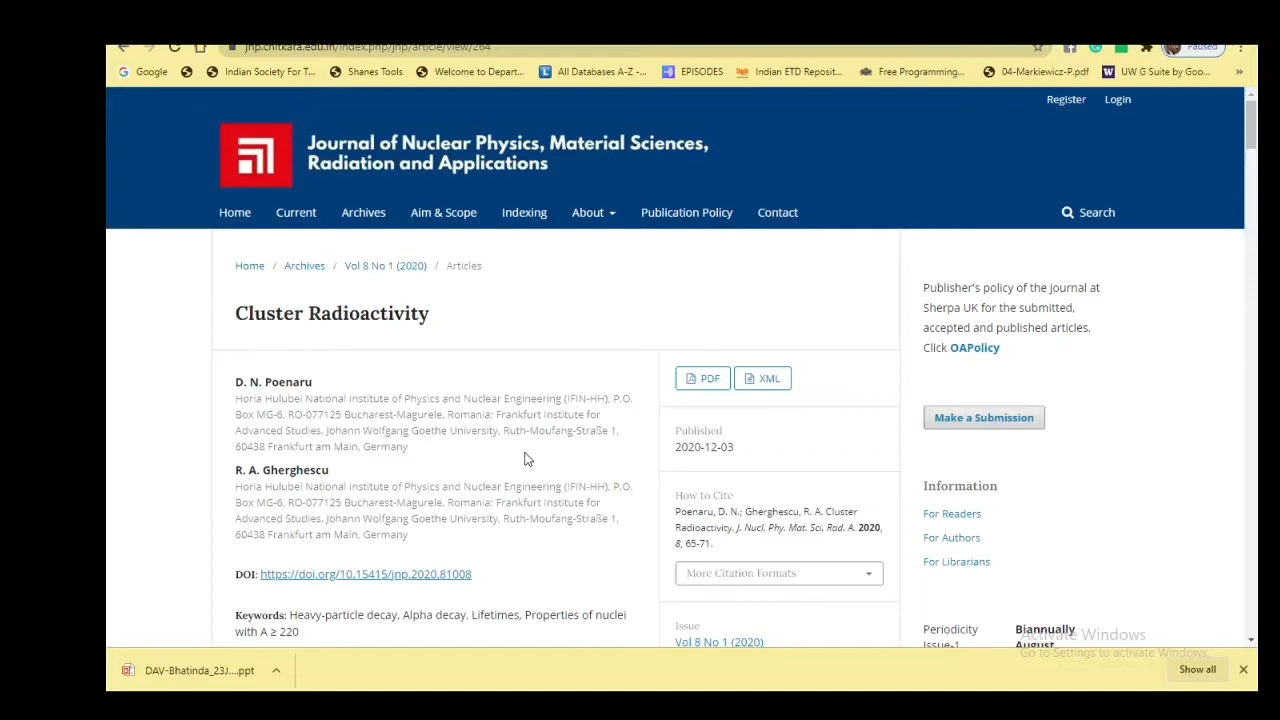 jnp.chitkara.edu.in/index.php/jnp/article/view/264
Paused
Google
Indian Society For T...
Shanes Tools
Welcome to Depart...
All Databases A-Z -...
EPISODES
Indian ETD Reposit...
Free Programming...
04-Markiewicz-P.pdf
UW G Suite by Goo...
»
Register Login
Journal of Nuclear Physics, Material Sciences,
Radiation and Applications
Home Current Archives Aim & Scope Indexing About Publication Policy Contact Search
Home / Archives / Vol 8 No 1 (2020) / Articles
Cluster Radioactivity
D. N. Poenaru
Horia Hulubei National Institute of Physics and Nuclear Engineering (IFIN-HH), P.O.
Box MG-6, RO-077125 Bucharest-Magurele, Romania: Frankfurt Institute for
Advanced Studies, Johann Wolfgang Goethe University, Ruth-Moufang-Straße 1,
60438 Frankfurt am Main, Germany
R. A. Gherghescu
Horia Hulubei National Institute of Physics and Nuclear Engineering (IFIN-HH), P.O.
Box MG-6, RO-077125 Bucharest-Magurele, Romania: Frankfurt Institute for
Advanced Studies, Johann Wolfgang Goethe University, Ruth-Moufang-Straße 1,
60438 Frankfurt am Main, Germany
DOI: https://doi.org/10.15415/jnp.2020.81008
Keywords: Heavy-particle decay, Alpha decay, Lifetimes, Properties of nuclei
with A ≥ 220
PDF XML
Published
2020-12-03
How to Cite
Poenaru, D. N.; Gherghescu, R. A. Cluster
Radioactivity. J. Nucl. Phy. Mat. Sci. Rad. A. 2020,
8, 65-71.
More Citation Formats
Issue
Vol 8 No 1 (2020)
Publisher's policy of the journal at
Sherpa UK for the submitted,
accepted and published articles.
Click OAPolicy
Make a Submission
Information
For Readers
For Authors
For Librarians
Periodicity Biannually
Issue-1 August
Activate Windows
Go to Settings to activate Windows.
DAV-Bhatinda_23J....ppt
Show all